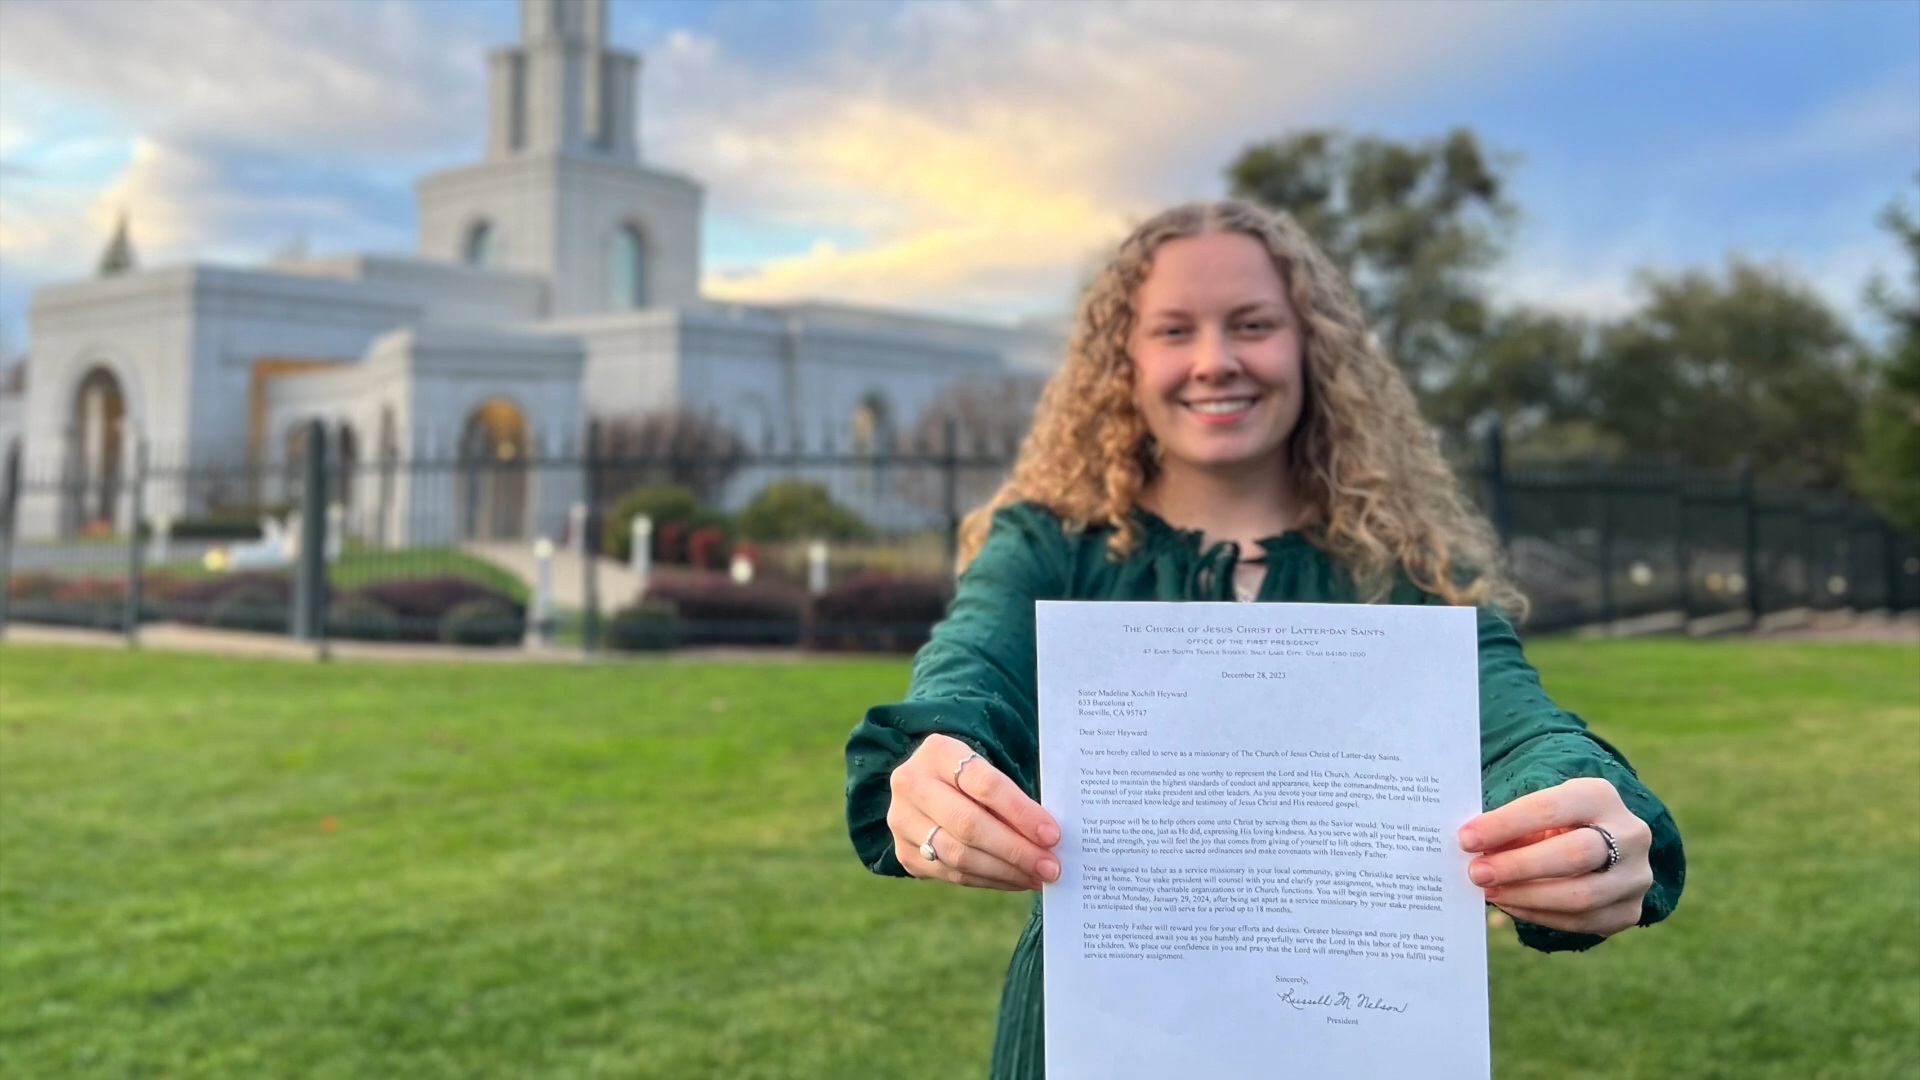 THE CHURCH OF JESUS CHRIST OF LATTER-DAY SAINTS
OFFICE OF THE FIRST PRESIDENCY
47 EAST SOUTH TEMPLE STREET, SALT LAKE CITY, UTAH 84150-1200
December 28, 2023
Sister Madeline Xochilt Heyward
633 Barcelona ct
Roseville, CA 95747
Dear Sister Heyward:
You are hereby called to serve as a missionary of The Church of Jesus Christ of Latter-day Saints.
You have been recommended as one worthy to represent the Lord and His Church. Accordingly, you will be
expected to maintain the highest standards of conduct and appearance, keep the commandments, and follow
the counsel of your stake president and other leaders. As you devote your time and energy, the Lord will bless
you with increased knowledge and testimony of Jesus Christ and His restored gospel.
Your purpose will be to help others come unto Christ by serving them as the Savior would. You will minister
in His name to the one, just as He did, expressing His loving kindness. As you serve with all your heart, might,
mind, and strength, you will feel the joy that comes from giving of yourself to lift others. They, too, can then
have the opportunity to receive sacred ordinances and make covenants with Heavenly Father.
You are assigned to labor as a service missionary in your local community, giving Christlike service while
living at home. Your stake president will counsel with you and clarify your assignment, which may include
serving in community charitable organizations or in Church functions. You will begin serving your mission
on or about Monday, January 29, 2024, after being set apart as a service missionary by your stake president.
It is anticipated that you will serve for a period up to 18 months.
Our Heavenly Father will reward you for your efforts and desires. Greater blessings and more joy than you
have yet experienced await you as you humbly and prayerfully serve the Lord in this labor of love among
His children. We place our confidence in you and pray that the Lord will strengthen you as you fulfill your
service missionary assignment.
Sincerely,
Russell M Nelson
President